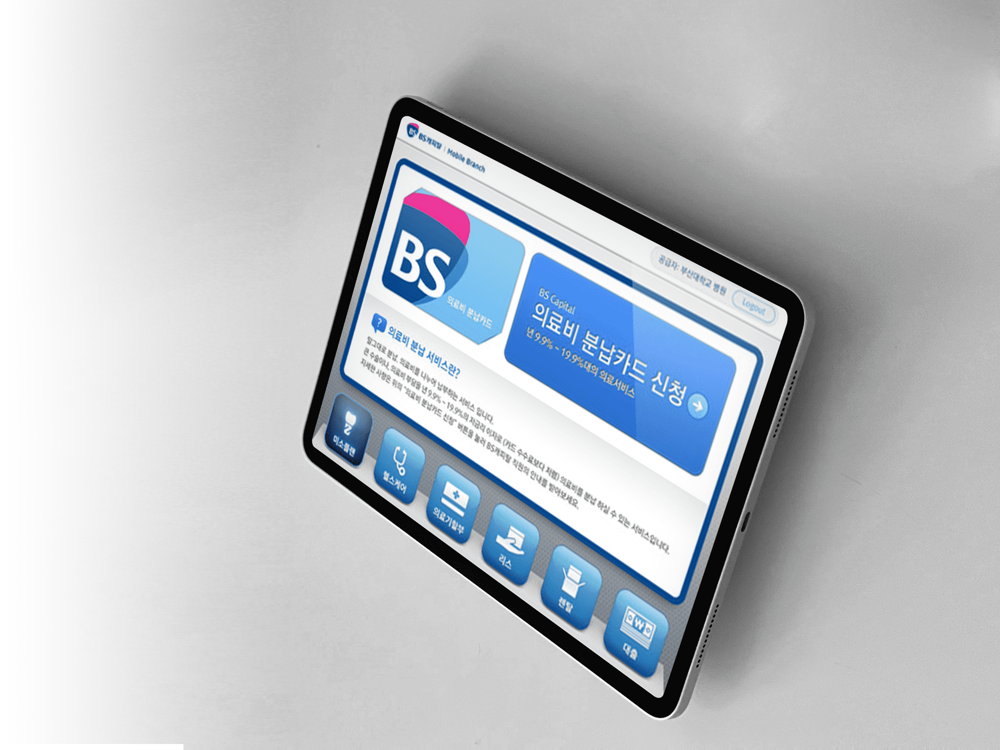 BS BS캐피탈 | Mobile Branch
공급자: 부산대학교 병원
Logout
BS
의료비 분납카드
BS Capital
의료비 분납카드 신청
년 9.9% ~ 19.9%대의 의료서비스
? 의료비 분납 서비스란?
말그대로 분납. 의료비를 나누어 납부하는 서비스 입니다.
큰 수술이나, 의료비 부담을 년 9.9% ~ 19.9%의 저금리 이자로 (카드 수수료보다 저렴) 의료비를 분납 하실 수 있는 서비스입니다.
자세한 사항은 위의 "의료비 분납카드 신청" 버튼을 눌러 BS캐피탈 직원의 안내를 받아보세요.
미소플랜
헬스케어
의료기할부
리스
렌탈
W
대출